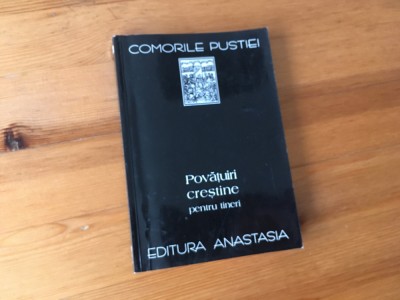 COMORILE PUSTIEI
Povățuiri
creștine
pentru tineri
EDITURA ANASTASIA